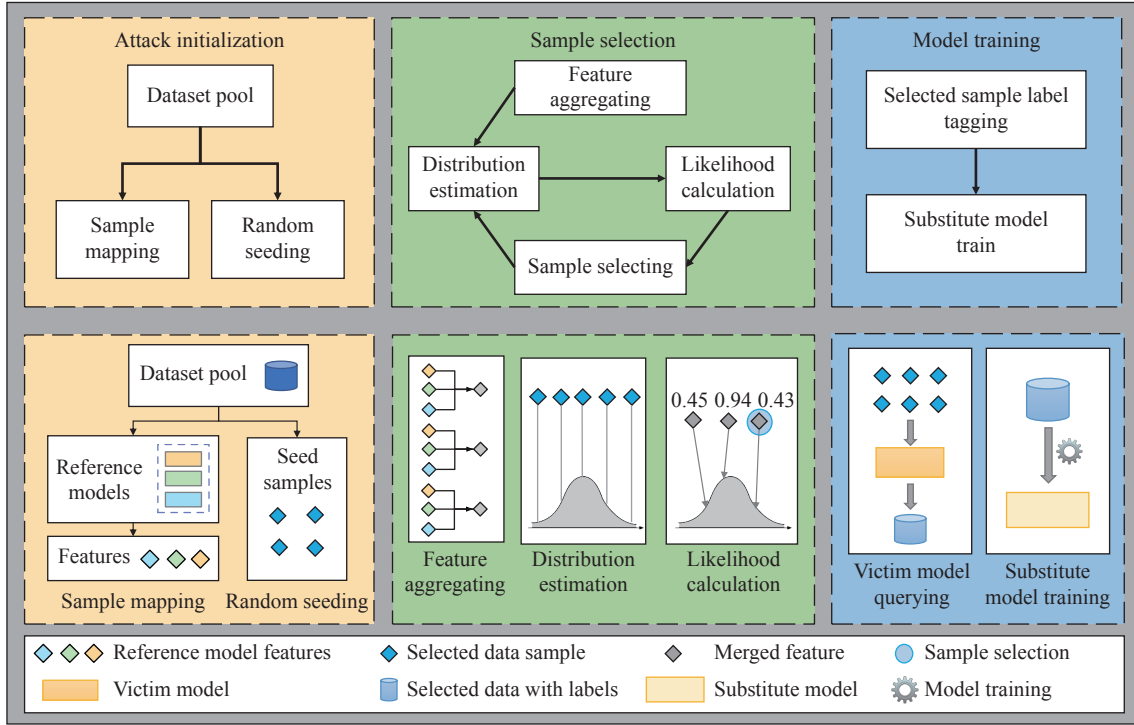 Attack initialization
Dataset pool
Sample
mapping
Random
seeding
Sample selection
Feature
aggregating
Distribution
estimation
Likelihood
calculation
Sample selecting
Model training
Selected sample label
tagging
Substitute model
train
Dataset pool
Reference
models
Features
Seed
samples
Sample mapping
Random seeding
Feature
aggregating
Distribution
estimation
0.45 0.94 0.43
Likelihood
calculation
Victim model
querying
Substitute
model training
Reference model features
Selected data sample
Merged feature
Sample selection
Victim model
Selected data with labels
Substitute model
Model training